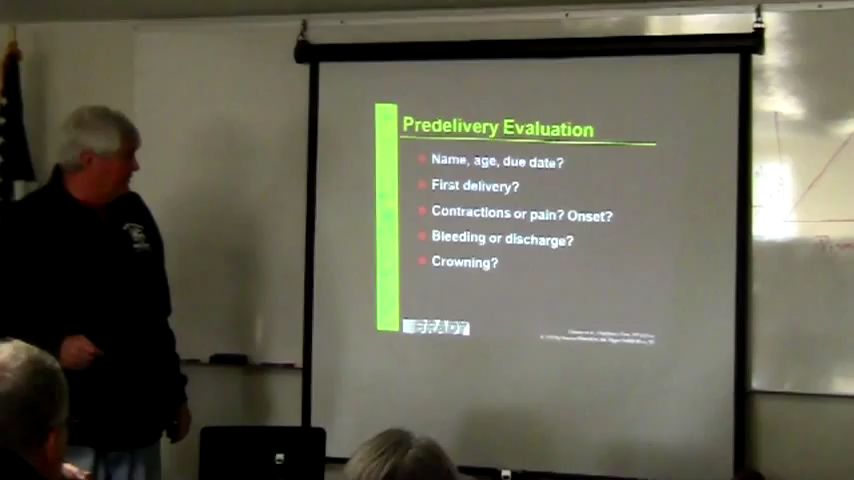 Predelivery Evaluation
Name, age, due date?
First delivery?
Contractions or pain? Onset?
Bleeding or discharge?
Crowning?
BRADY